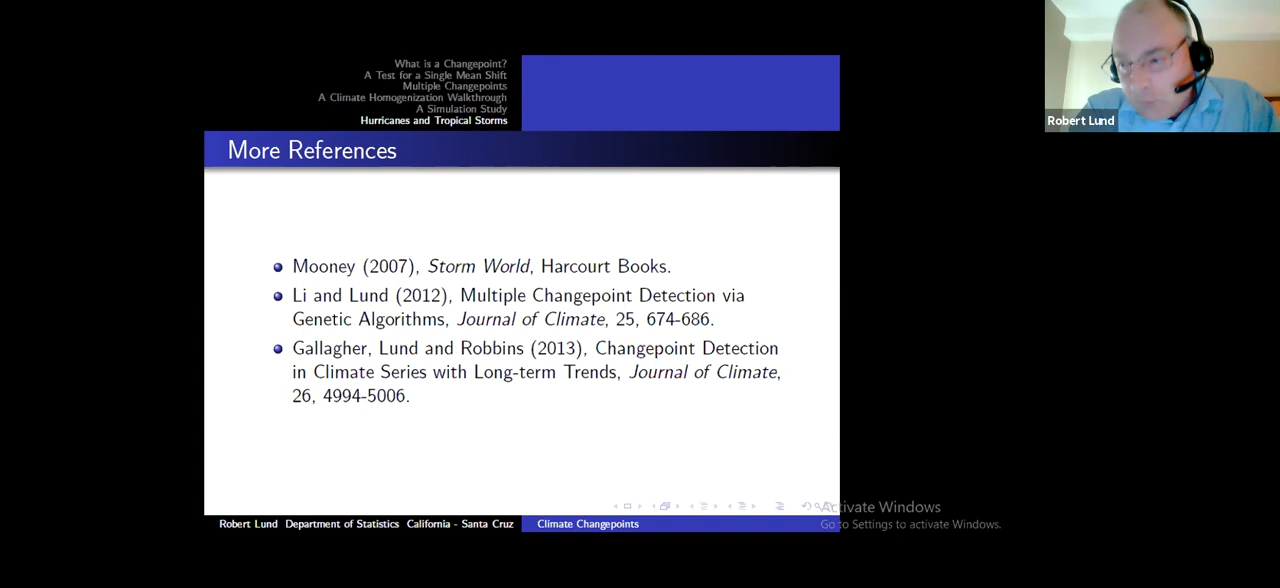 What is a Changepoint?
A Test for a Single Mean Shift
Multiple Changepoints
A Climate Homogenization Walkthrough
A Simulation Study
Hurricanes and Tropical Storms
More References
Mooney (2007), Storm World, Harcourt Books.
Li and Lund (2012), Multiple Changepoint Detection via
Genetic Algorithms, Journal of Climate, 25, 674-686.
Gallagher, Lund and Robbins (2013), Changepoint Detection
in Climate Series with Long-term Trends, Journal of Climate,
26, 4994-5006.
Robert Lund Department of Statistics California - Santa Cruz
Climate Changepoints
Activate Windows
Go to Settings to activate Windows.
Robert Lund